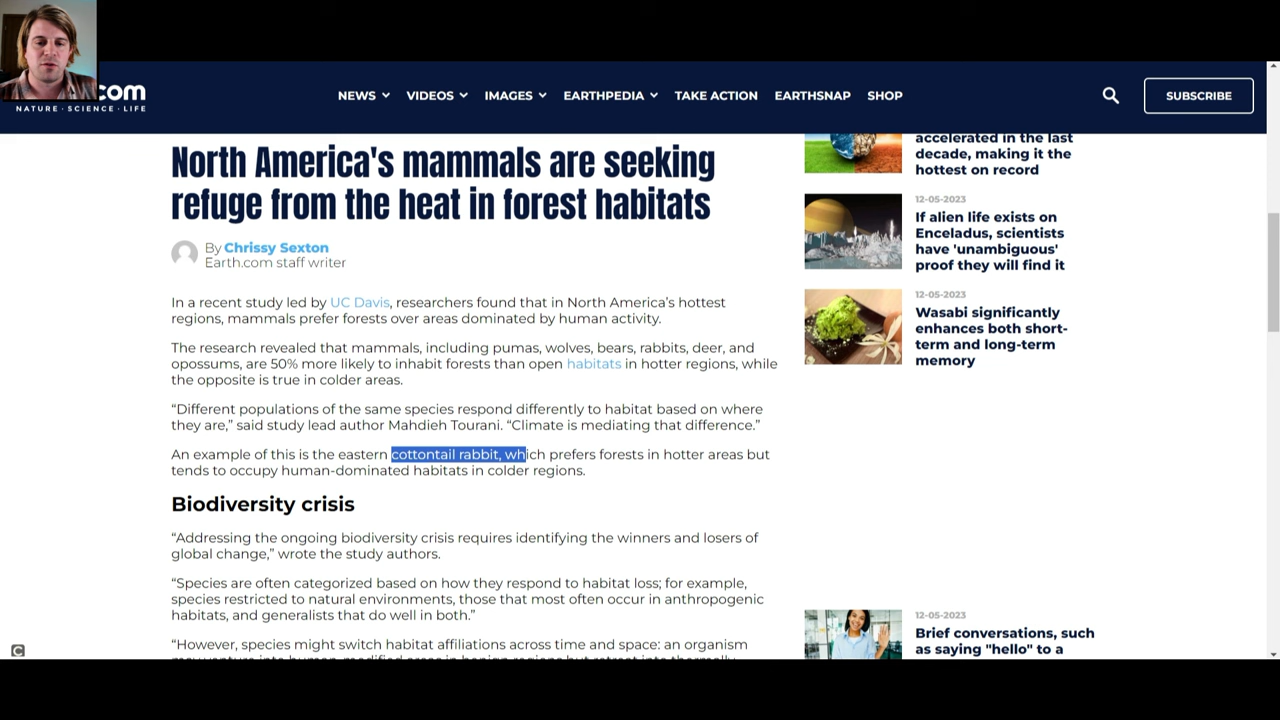 .com
NATURE · SCIENCE · LIFE
NEWS
VIDEOS
IMAGES
EARTHPEDIA
TAKE ACTION
EARTHSNAP
SHOP
SUBSCRIBE
North America's mammals are seeking
refuge from the heat in forest habitats
By Chrissy Sexton
Earth.com staff writer
In a recent study led by UC Davis, researchers found that in North America’s hottest
regions, mammals prefer forests over areas dominated by human activity.
The research revealed that mammals, including pumas, wolves, bears, rabbits, deer, and
opossums, are 50% more likely to inhabit forests than open habitats in hotter regions, while
the opposite is true in colder areas.
“Different populations of the same species respond differently to habitat based on where
they are,” said study lead author Mahdieh Tourani. “Climate is mediating that difference.”
An example of this is the eastern cottontail rabbit, which prefers forests in hotter areas but
tends to occupy human-dominated habitats in colder regions.
Biodiversity crisis
“Addressing the ongoing biodiversity crisis requires identifying the winners and losers of
global change,” wrote the study authors.
“Species are often categorized based on how they respond to habitat loss; for example,
species restricted to natural environments, those that most often occur in anthropogenic
habitats, and generalists that do well in both.”
“However, species might switch habitat affiliations across time and space: an organism
accelerated in the last
decade, making it the
hottest on record
12-05-2023
If alien life exists on
Enceladus, scientists
have 'unambiguous'
proof they will find it
12-05-2023
Wasabi significantly
enhances both short-
term and long-term
memory
12-05-2023
Brief conversations, such
as saying "hello" to a